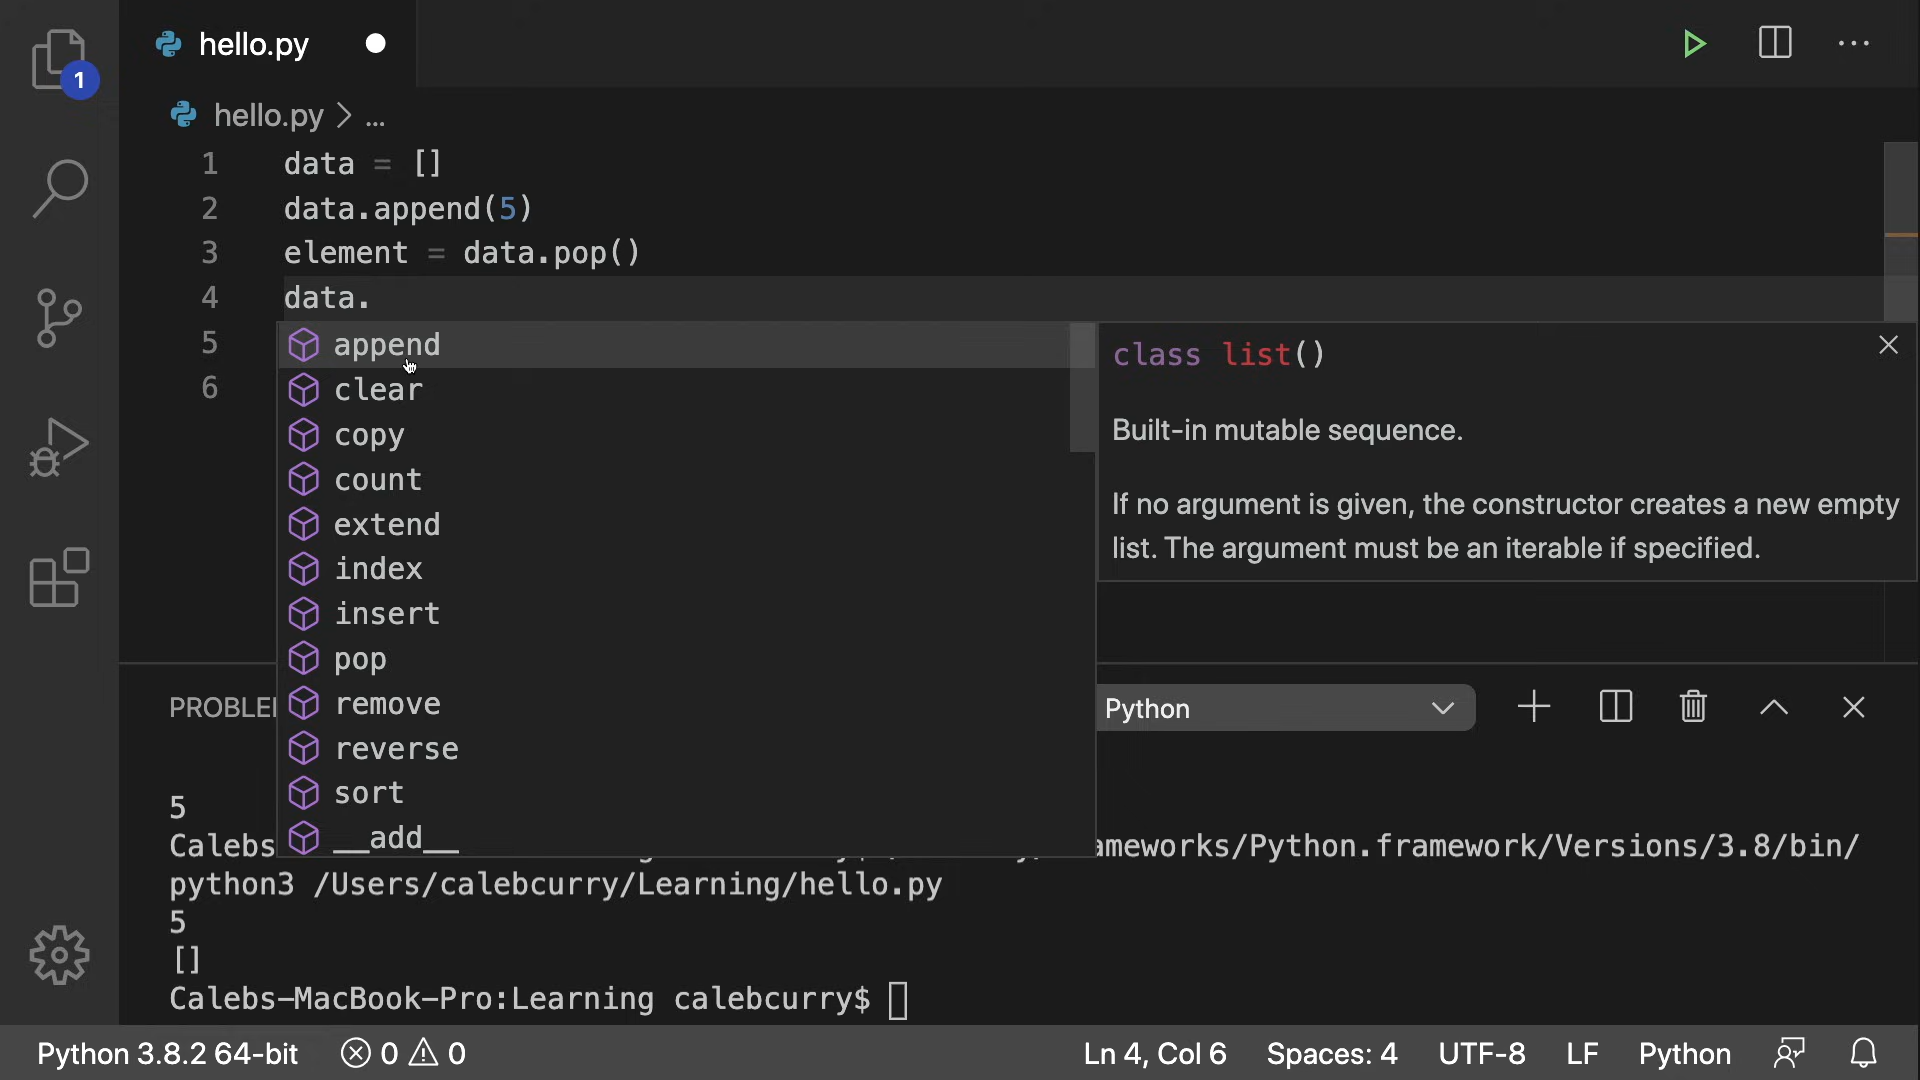 hello.py
1
hello.py > ...
1 data = []
2 data.append(5)
3 element = data.pop()
4 data.
5
6
append
clear
copy
count
extend
index
insert
pop
remove
reverse
sort
__add__
class list()
Built-in mutable sequence.
If no argument is given, the constructor creates a new empty
list. The argument must be an iterable if specified.
Python
5
Calebs
ameworks/Python.framework/Versions/3.8/bin/
python3 /Users/calebcurry/Learning/hello.py
5
[]
Calebs-MacBook-Pro:Learning calebcurry$
Python 3.8.2 64-bit 0 0 Ln 4, Col 6 Spaces: 4 UTF-8 LF Python